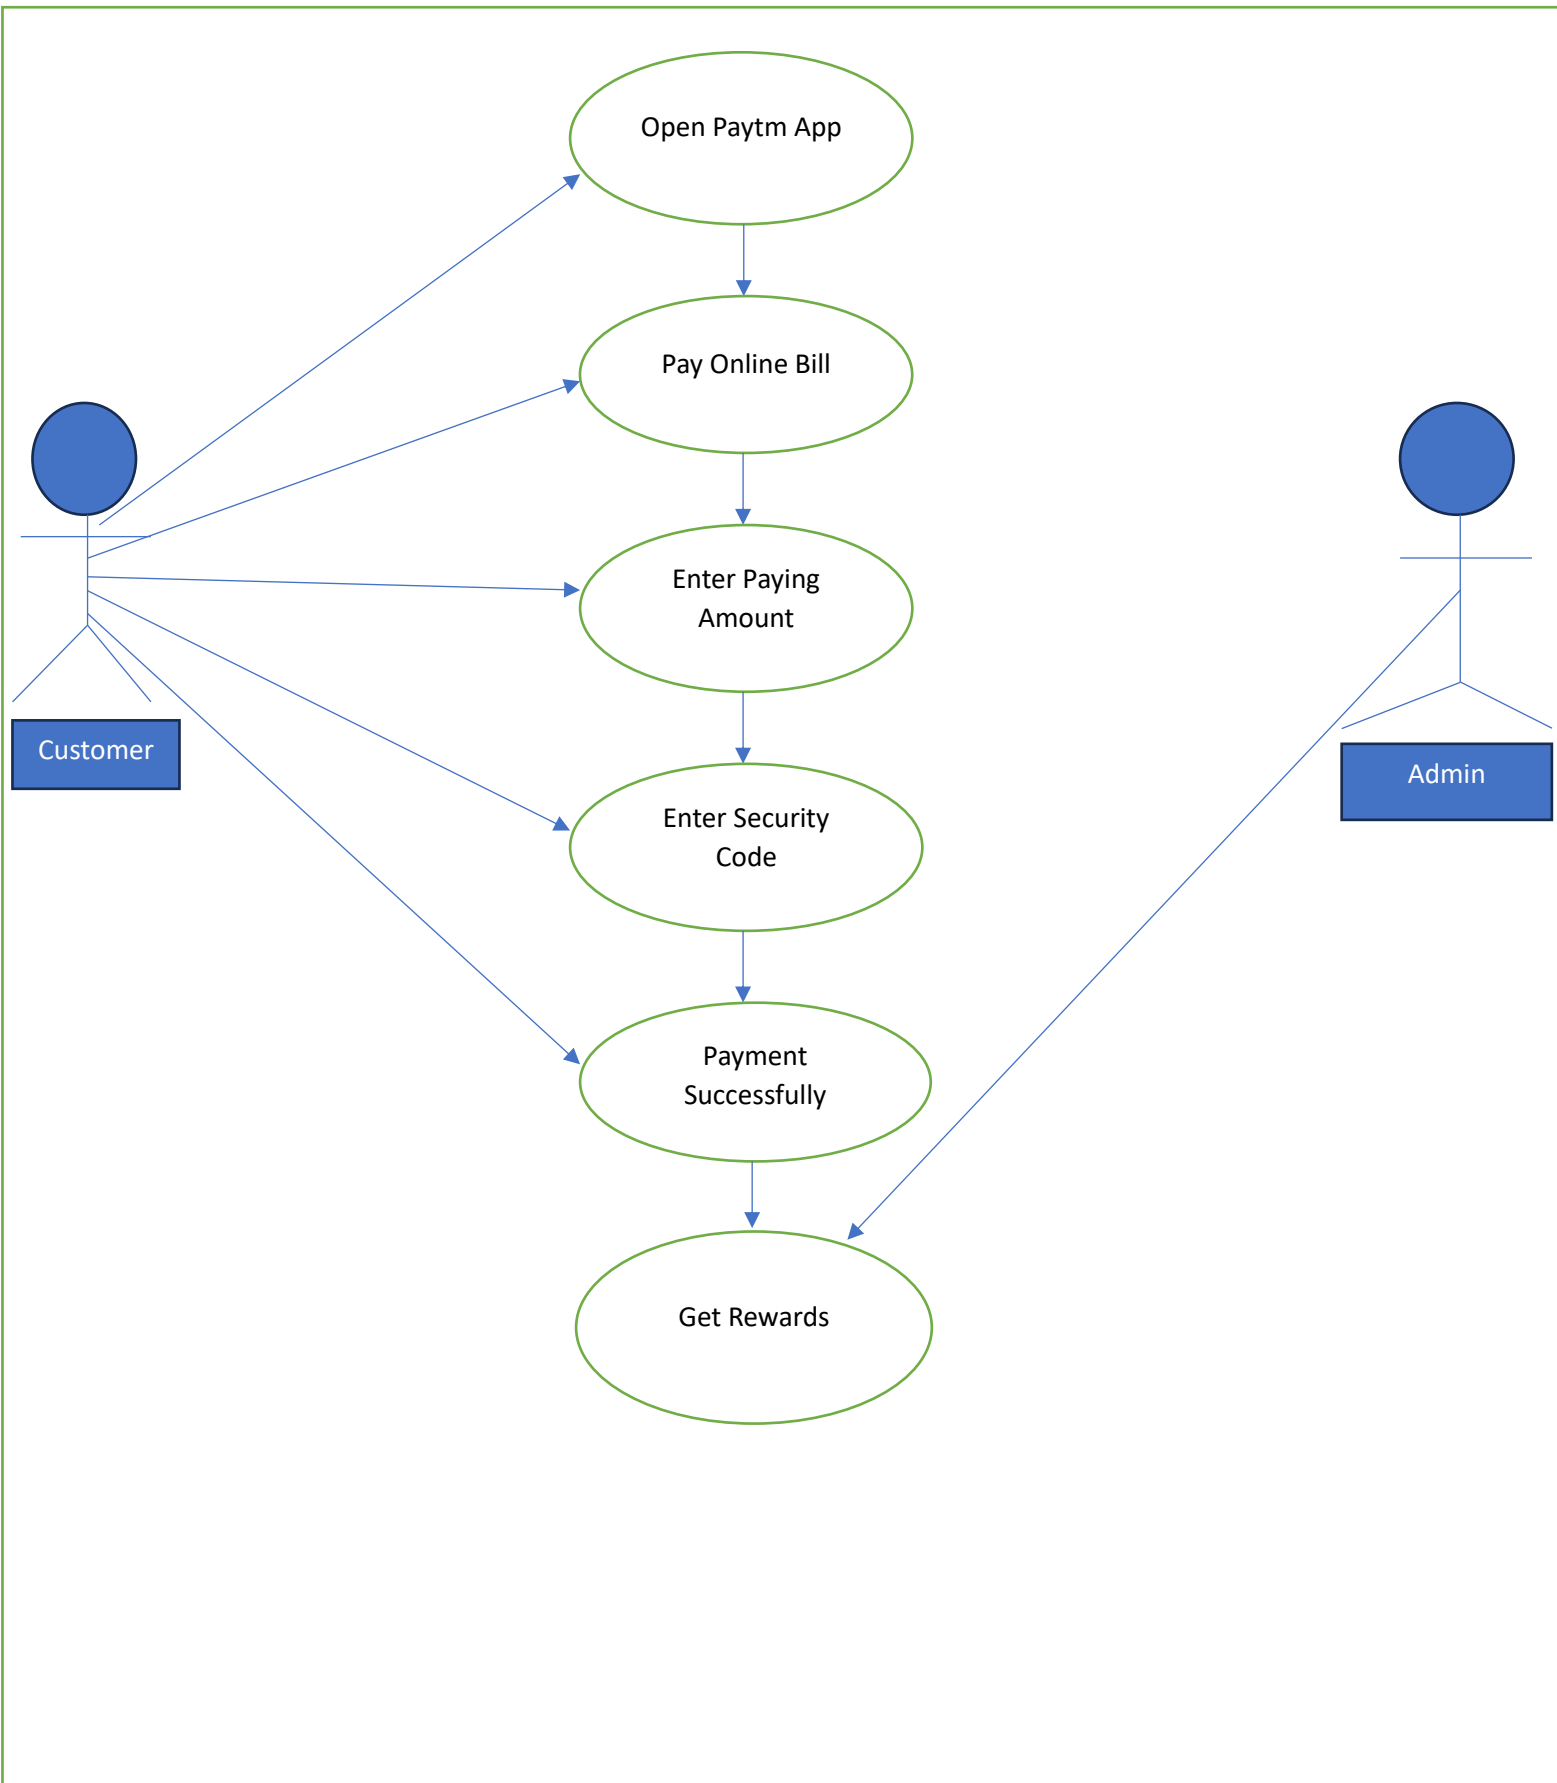 Open Paytm App
Pay Online Bill
Enter Paying
Amount
Customer
Admin
Enter Security
Code
Payment
Successfully
Get Rewards